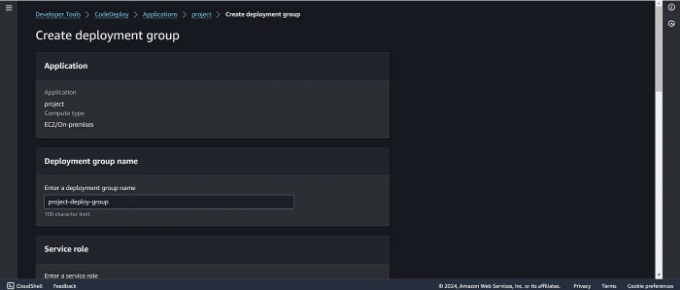 Developer Tools > CodeDeploy > Applications > project > Create deployment group
Create deployment group
Application
Application
project
Compute type
EC2/On-premises
Deployment group name
Enter a deployment group name
project-deploy-group
100 character limit
Service role
Enter a service role
CloudShell Feedback © 2024, Amazon Web Services, Inc. or its affiliates. Privacy Terms Cookie preferences